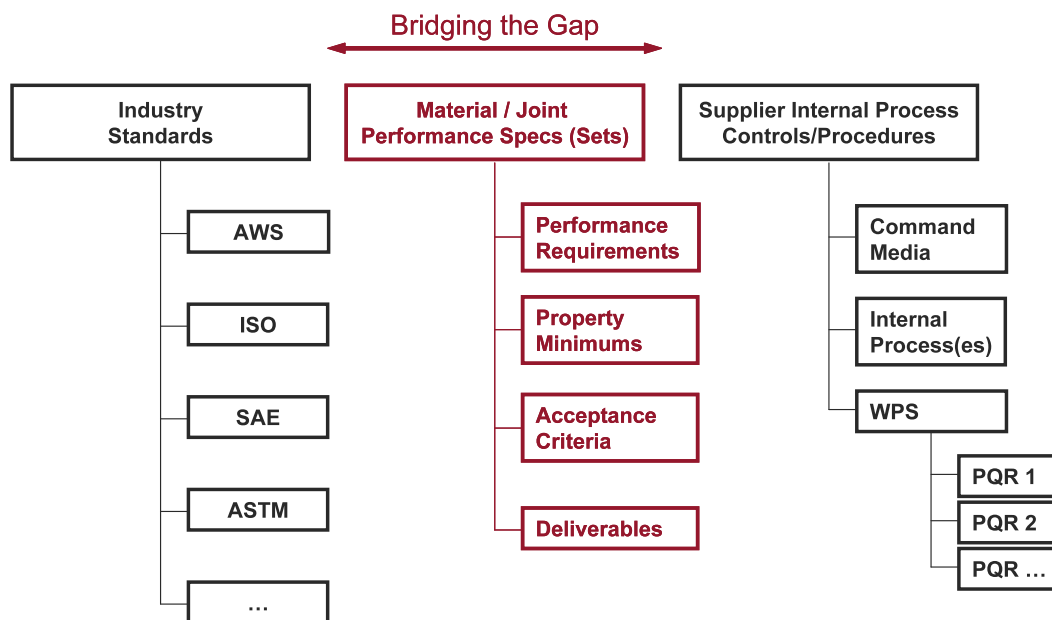 Bridging the Gap
Industry
Standards
AWS
ISO
SAE
ASTM
...
Material / Joint
Performance Specs (Sets)
Performance
Requirements
Property
Minimums
Acceptance
Criteria
Deliverables
Supplier Internal Process
Controls/Procedures
Command
Media
Internal
Process(es)
WPS
PQR 1
PQR 2
PQR ...